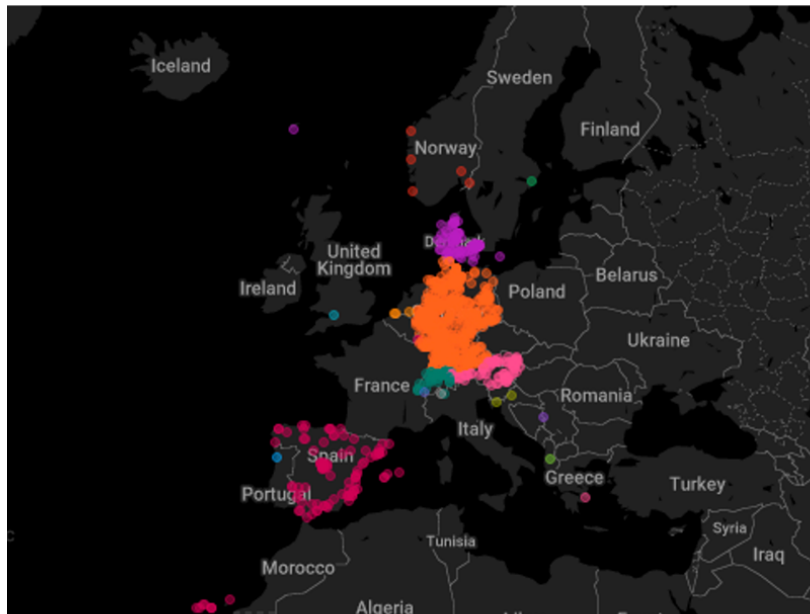 Iceland
Sweden
Finland
Norway
United
Kingdom
Ireland
Poland
Belarus
Ukraine
France
Romania
Italy
Spain
Portugal
Greece
Turkey
Syria
Iraq
Tunisia
Morocco
Algeria